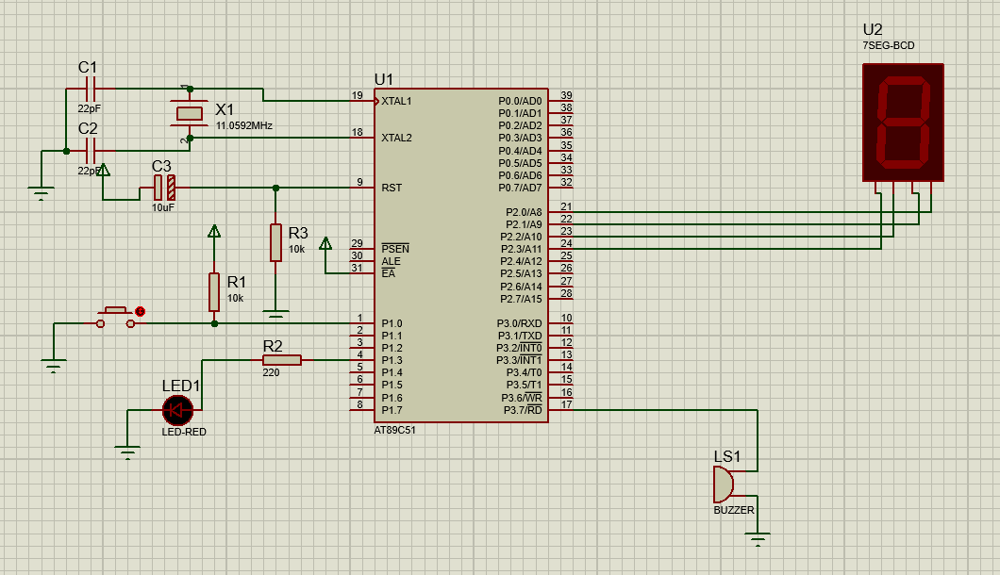 U2
7SEG-BCD
C1
22pF
C2
22pF
1
X1
11.0592MHz
2
C3
10uF
R3
10k
R1
10k
R2
220
LED1
LED-RED
U1
19 XTAL1
18 XTAL2
9 RST
29 PSEN
30 ALE
31 EA
1 P1.0
2 P1.1
3 P1.2
4 P1.3
5 P1.4
6 P1.5
7 P1.6
8 P1.7
P0.0/AD0 39
P0.1/AD1 38
P0.2/AD2 37
P0.3/AD3 36
P0.4/AD4 35
P0.5/AD5 34
P0.6/AD6 33
P0.7/AD7 32
P2.0/A8 21
P2.1/A9 22
P2.2/A10 23
P2.3/A11 24
P2.4/A12 25
P2.5/A13 26
P2.6/A14 27
P2.7/A15 28
P3.0/RXD 10
P3.1/TXD 11
P3.2/INT0 12
P3.3/INT1 13
P3.4/T0 14
P3.5/T1 15
P3.6/WR 16
P3.7/RD 17
AT89C51
LS1
BUZZER